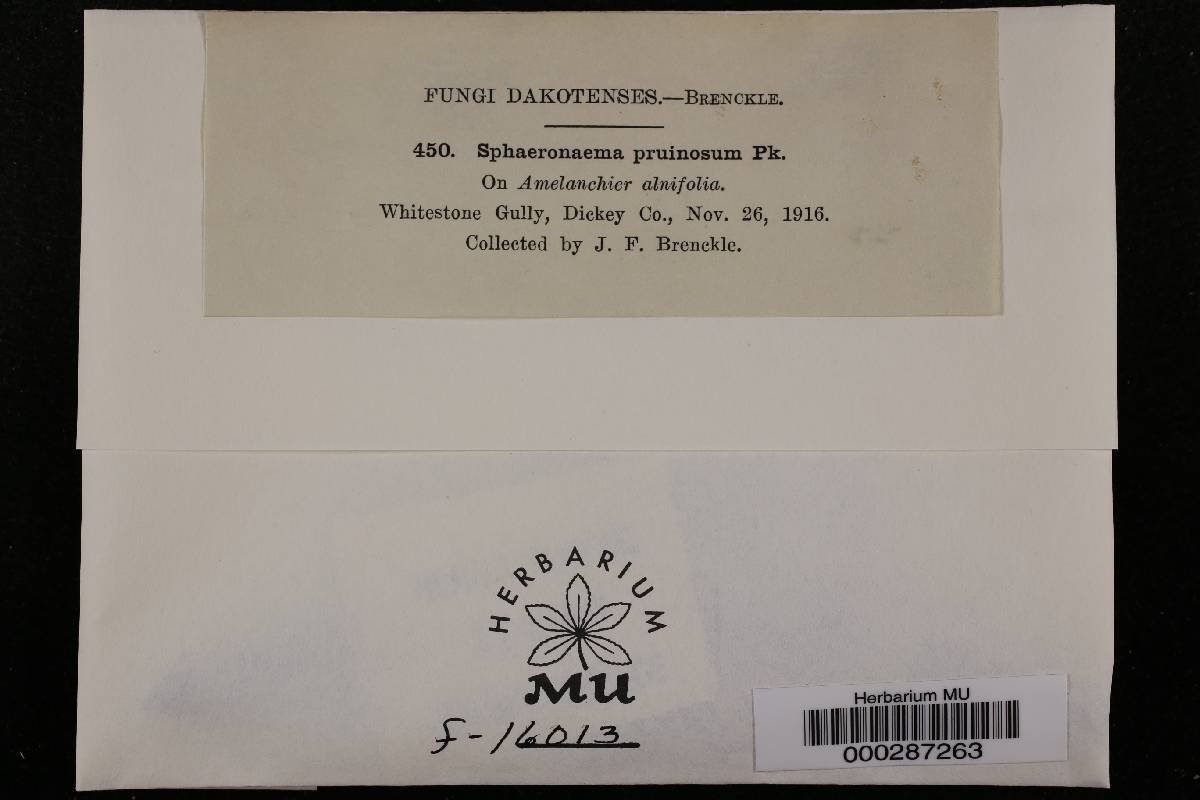 FUNGI DAKOTENSES.—BRENCKLE.
450. Sphaeronaema pruinosum Pk.
On Amelanchier alnifolia.
Whitestone Gully, Dickey Co., Nov. 26, 1916.
Collected by J. F. Brenckle.
HERBARIUM
MU
f-16013
Herbarium MU
000287263